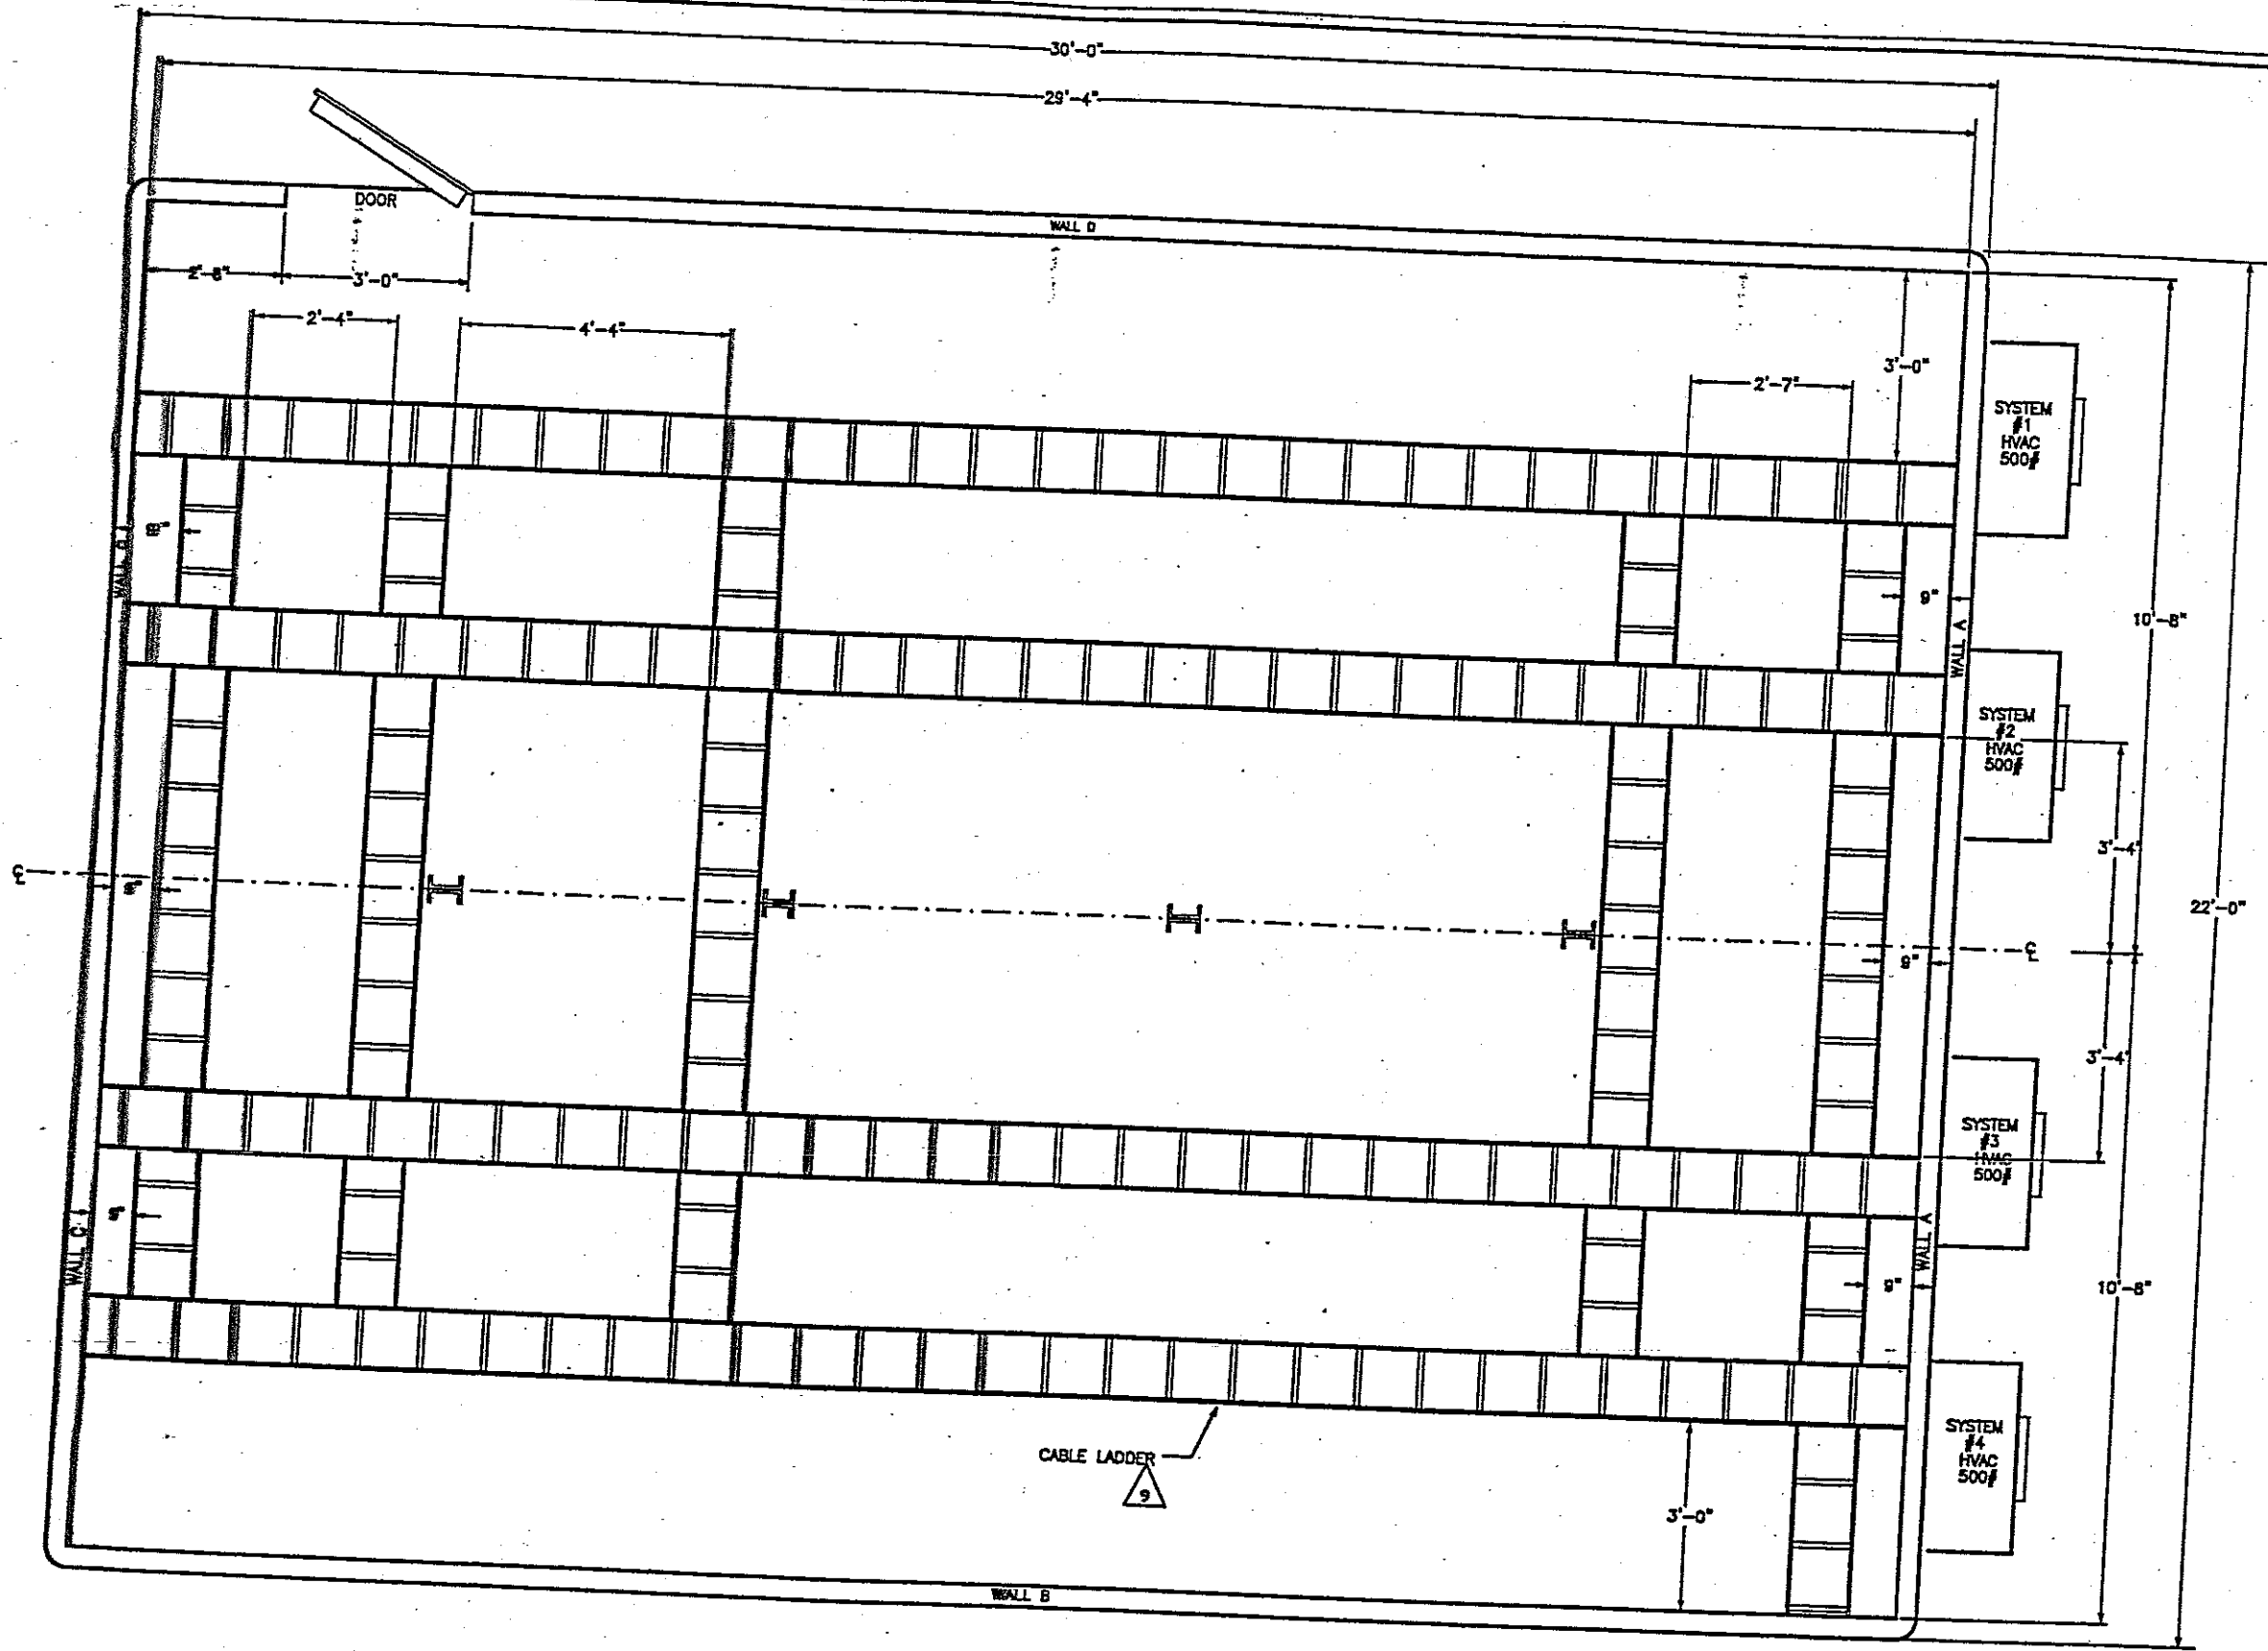 30'-0"
29'-4"
DOOR
WALL D
2'-8"
3'-0"
2'-4"
4'-4"
2'-7"
3'-0"
SYSTEM
#1
HVAC
500#
9"
10'-8"
WALL A
SYSTEM
#2
HVAC
500#
3'-4"
22'-0"
℄
9"
℄
3'-4"
SYSTEM
#3
HVAC
500#
WALL C
WALL A
9"
10'-8"
SYSTEM
#4
HVAC
500#
CABLE LADDER
9
3'-0"
WALL B